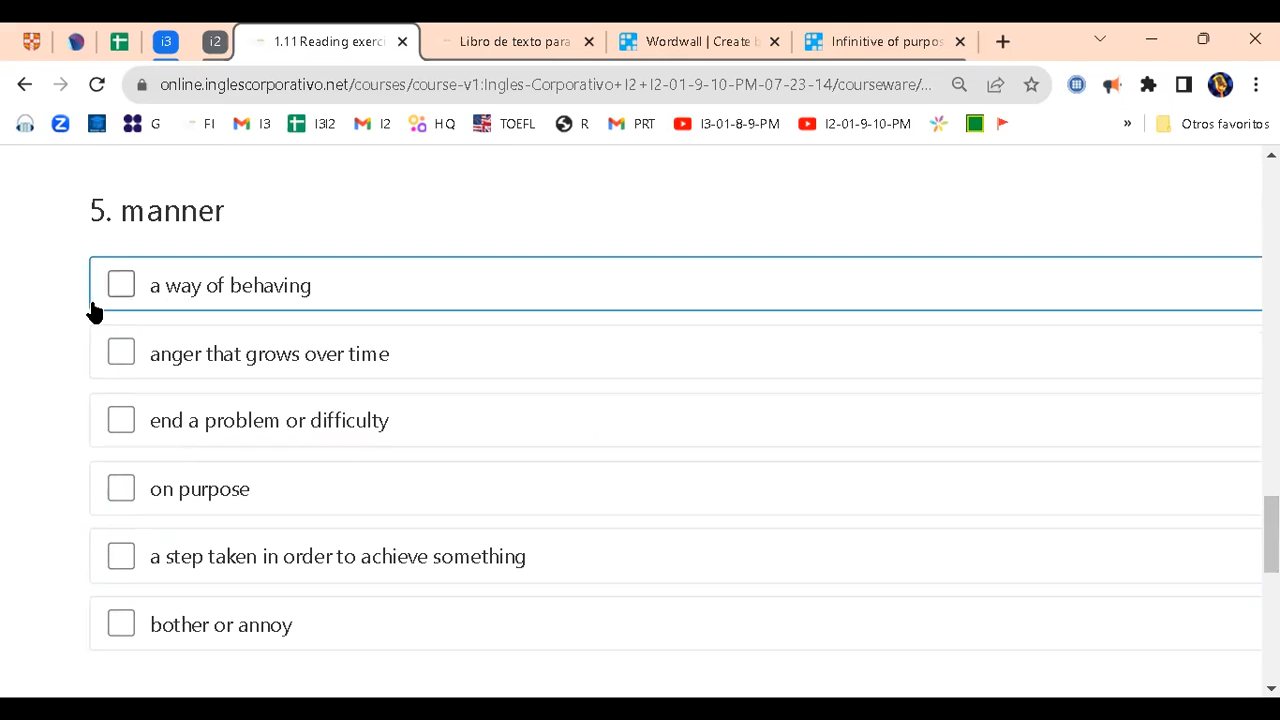 i3 i2 1.11 Reading exerci Libro de texto para Wordwall | Create b Infinitive of purpos
online.inglescorporativo.net/courses/course-v1:Ingles-Corporativo+I2+I2-01-9-10-PM-07-23-14/courseware/...
G FI I3 I3I2 I2 HQ TOEFL R PRT I3-01-8-9-PM I2-01-9-10-PM » Otros favoritos
5. manner
a way of behaving
anger that grows over time
end a problem or difficulty
on purpose
a step taken in order to achieve something
bother or annoy